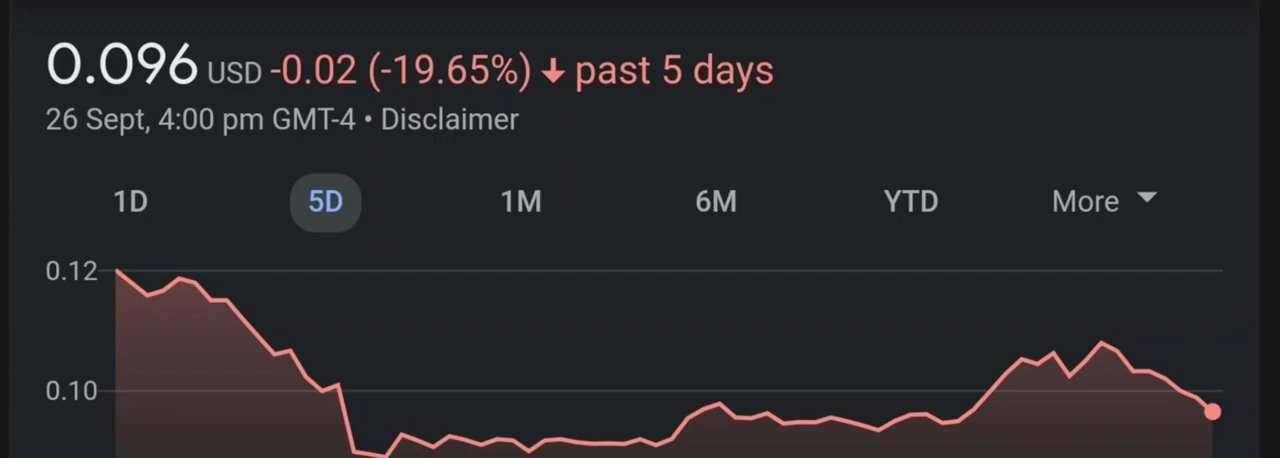 0.096 USD -0.02 (-19.65%) ↓ past 5 days
26 Sept, 4:00 pm GMT-4 • Disclaimer
1D 5D 1M 6M YTD More
0.12
0.10